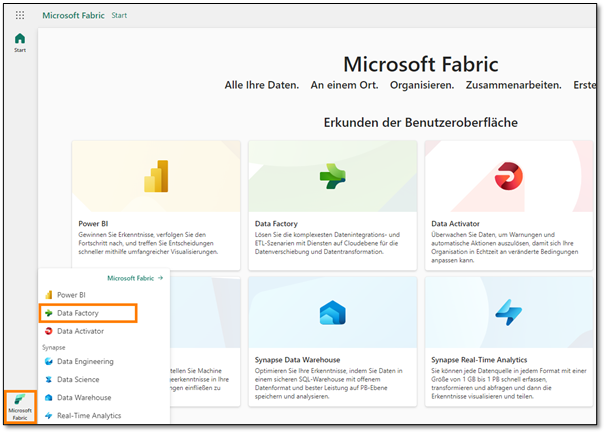 Microsoft Fabric Start
Start
Microsoft Fabric
Alle Ihre Daten. An einem Ort. Organisieren. Zusammenarbeiten. Erste
Erkunden der Benutzeroberfläche
Power BI
Gewinnen Sie Erkenntnisse, verfolgen Sie den
Fortschritt nach, und treffen Sie Entscheidungen
schneller mithilfe umfangreicher Visualisierungen.
Data Factory
Lösen Sie die komplexesten Datenintegrations- und
ETL-Szenarien mit Diensten auf Cloudebene für die
Datenverschiebung und Datentransformation.
Data Activator
Überwachen Sie Daten, um Warnungen und
automatische Aktionen auszulösen, damit sich Ihre
Organisation in Echtzeit an veränderte Bedingungen
anpassen kann.
Microsoft Fabric →
Power BI
Data Factory
Data Activator
Synapse
Data Engineering
Data Science
Data Warehouse
Real-Time Analytics
Microsoft
Fabric
stellen Sie Machine
erkenntnisse in Ihre
ngen einfließen zu
Synapse Data Warehouse
Optimieren Sie Ihre Erkenntnisse, indem Sie Daten in
einem sicheren SQL-Warehouse mit offenem
Datenformat und bester Leistung auf PB-Ebene
speichern und analysieren.
Synapse Real-Time Analytics
Sie können jede Datenquelle in jedem Format mit einer
Größe von 1 GB bis 1 PB schnell erfassen,
transformieren und abfragen und dann die
Erkenntnisse visualisieren und teilen.